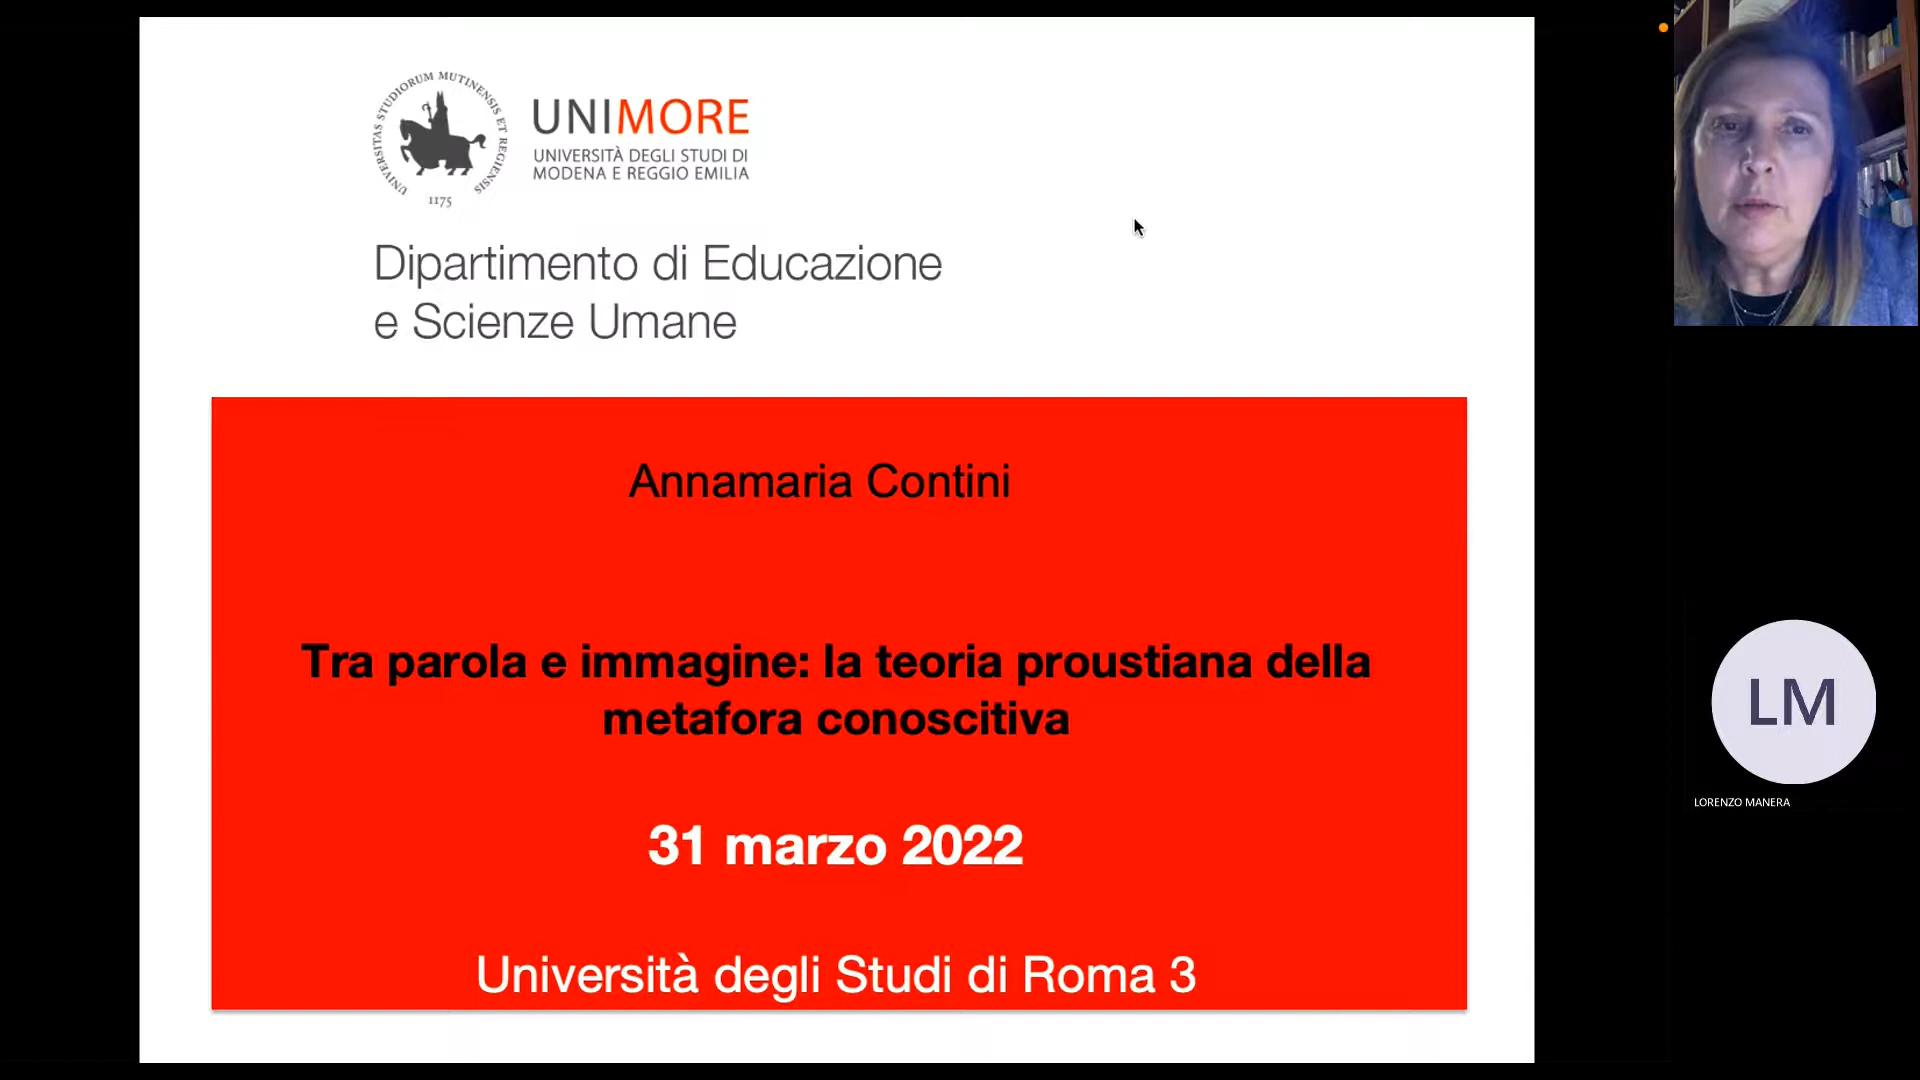 UNIVERSITAS STUDIORUM MUTINENSIS ET REGIENSIS
1175
UNIMORE
UNIVERSITÀ DEGLI STUDI DI
MODENA E REGGIO EMILIA
Dipartimento di Educazione
e Scienze Umane
Annamaria Contini
Tra parola e immagine: la teoria proustiana della
metafora conoscitiva
31 marzo 2022
Università degli Studi di Roma 3
LM
LORENZO MANERA